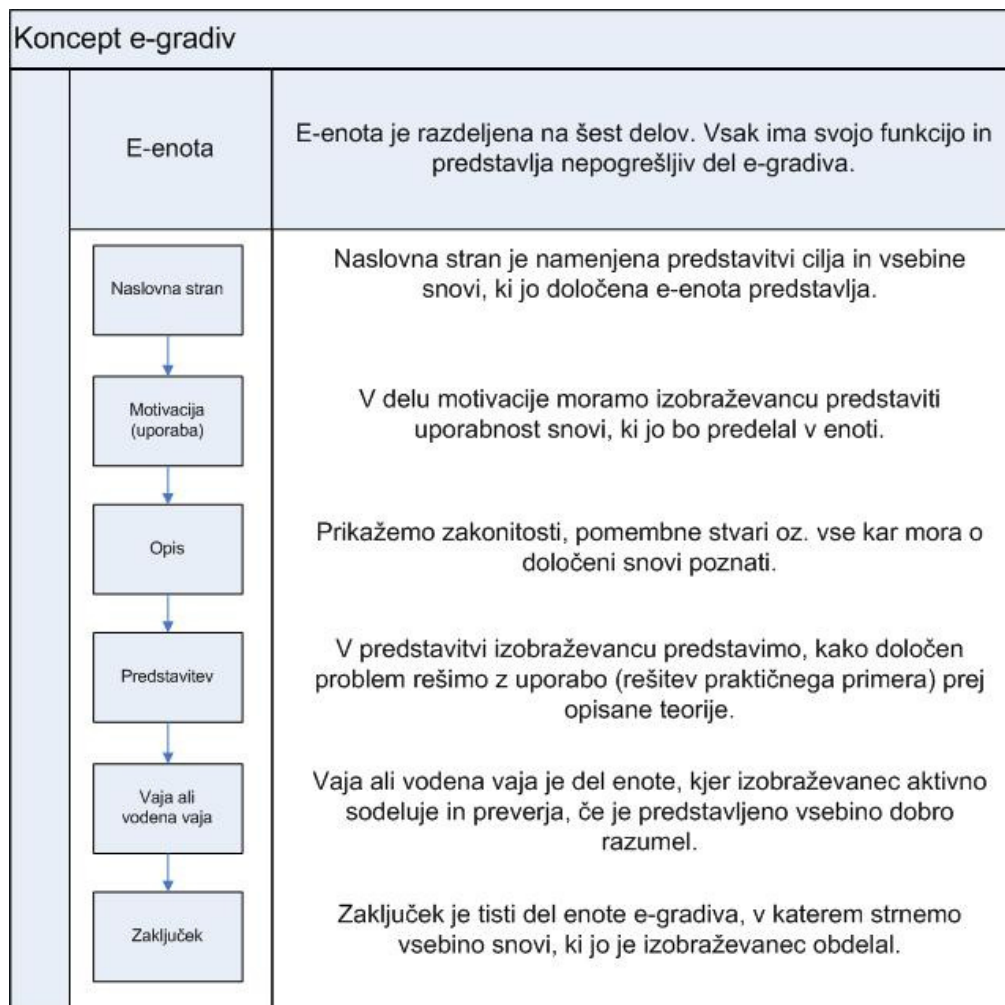 Koncept e-gradiv
E-enota
E-enota je razdeljena na šest delov. Vsak ima svojo funkcijo in
predstavlja nepogrešljiv del e-gradiva.
Naslovna stran
Naslovna stran je namenjena predstavitvi cilja in vsebine
snovi, ki jo določena e-enota predstavlja.
Motivacija
(uporaba)
V delu motivacije moramo izobraževancu predstaviti
uporabnost snovi, ki jo bo predelal v enoti.
Opis
Prikažemo zakonitosti, pomembne stvari oz. vse kar mora o
določeni snovi poznati.
Predstavitev
V predstavitvi izobraževancu predstavimo, kako določen
problem rešimo z uporabo (rešitev praktičnega primera) prej
opisane teorije.
Vaja ali
vodena vaja
Vaja ali vodena vaja je del enote, kjer izobraževanec aktivno
sodeluje in preverja, če je predstavljeno vsebino dobro
razumel.
Zaključek
Zaključek je tisti del enote e-gradiva, v katerem strnemo
vsebino snovi, ki jo je izobraževanec obdelal.